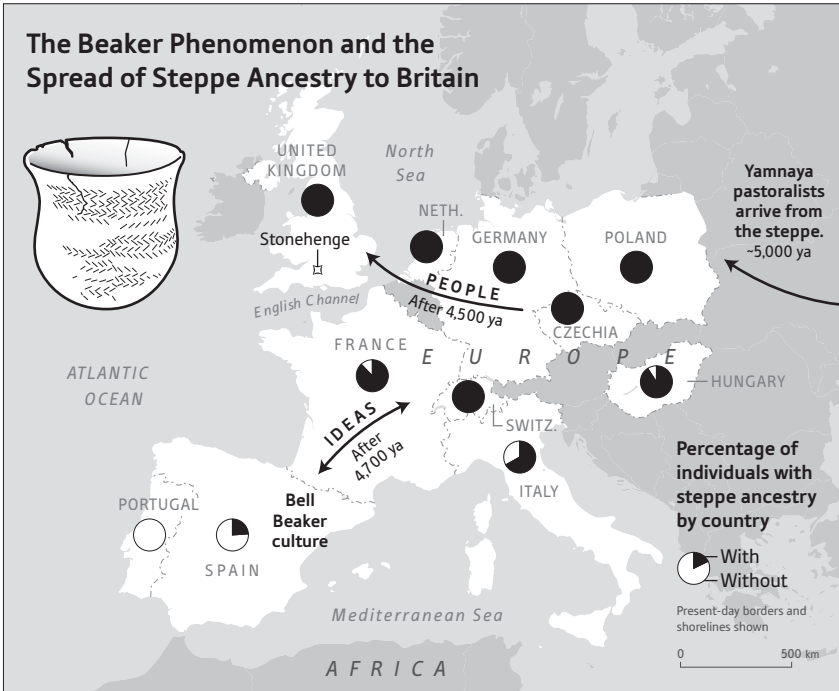 The Beaker Phenomenon and the
Spread of Steppe Ancestry to Britain
UNITED
KINGDOM
North
Sea
Yamnaya
pastoralists
arrive from
the steppe.
~5,000 ya
NETH.
Stonehenge
GERMANY
POLAND
PEOPLE
After 4,500 ya
English Channel
CZECHIA
FRANCE
EUROPE
ATLANTIC
OCEAN
HUNGARY
IDEAS
After
4,700 ya
SWITZ.
ITALY
Bell
Beaker
culture
PORTUGAL
SPAIN
Percentage of
individuals with
steppe ancestry
by country
With
Without
Present-day borders and
shorelines shown
Mediterranean Sea
0 500 km
AFRICA